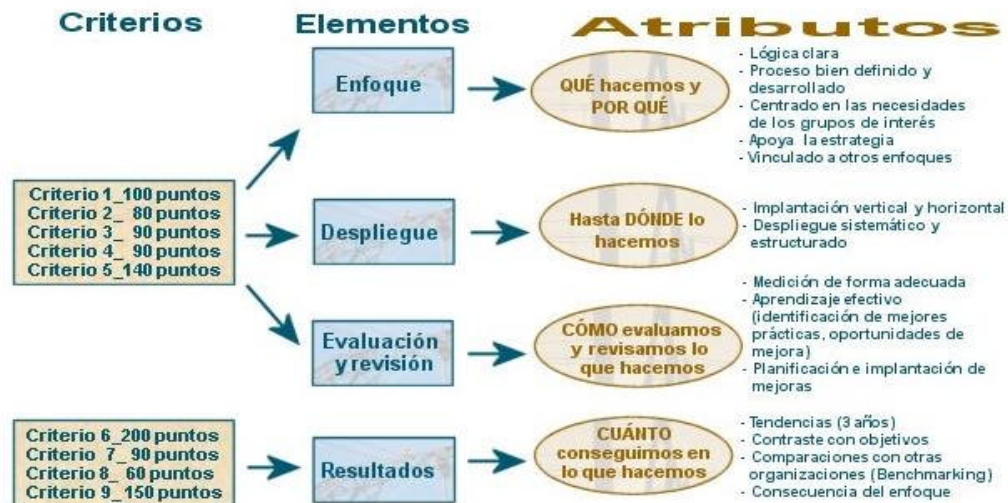 Criterios
Elementos
Atributos
Enfoque
QUÉ hacemos y
POR QUÉ
- Lógica clara
- Proceso bien definido y
desarrollado
- Centrado en las necesidades
de los grupos de interés
- Apoya la estrategia
- Vinculado a otros enfoques
Criterio 1_100 puntos
Criterio 2_ 80 puntos
Criterio 3_ 90 puntos
Criterio 4_ 90 puntos
Criterio 5_140 puntos
Despliegue
Hasta DÓNDE lo
hacemos
- Implantación vertical y horizontal
- Despliegue sistemático y
estructurado
Evaluación
y revisión
CÓMO evaluamos
y revisamos lo
que hacemos
- Medición de forma adecuada
- Aprendizaje efectivo
(identificación de mejores
prácticas, oportunidades de
mejora)
- Planificación e implantación de
mejoras
Criterio 6_200 puntos
Criterio 7_ 90 puntos
Criterio 8_ 60 puntos
Criterio 9_150 puntos
Resultados
CUÁNTO
conseguimos en
lo que hacemos
- Tendencias (3 años)
- Contraste con objetivos
- Comparaciones con otras
organizaciones (Benchmarking)
- Consecuencia del enfoque